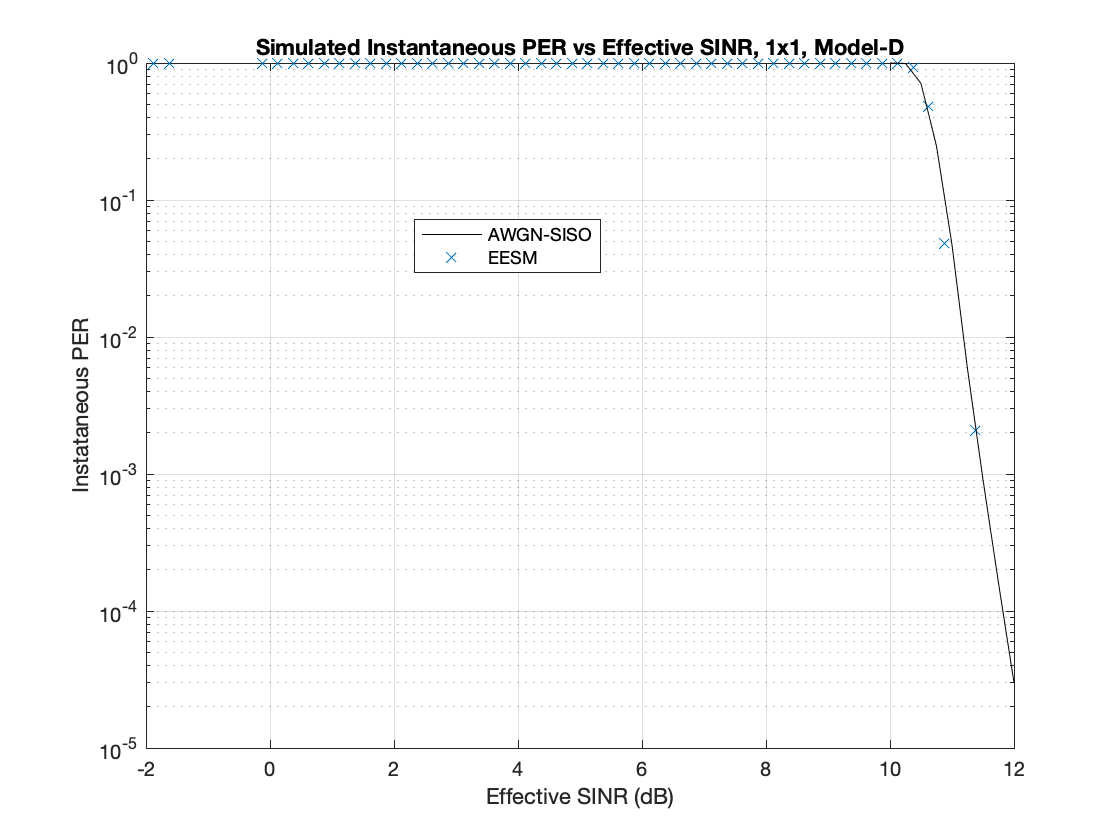 Simulated Instantaneous PER vs Effective SINR, 1x1, Model-D
10^0
10^-1
10^-2
10^-3
10^-4
10^-5
Instataneous PER
AWGN-SISO
EESM
-2 0 2 4 6 8 10 12
Effective SINR (dB)